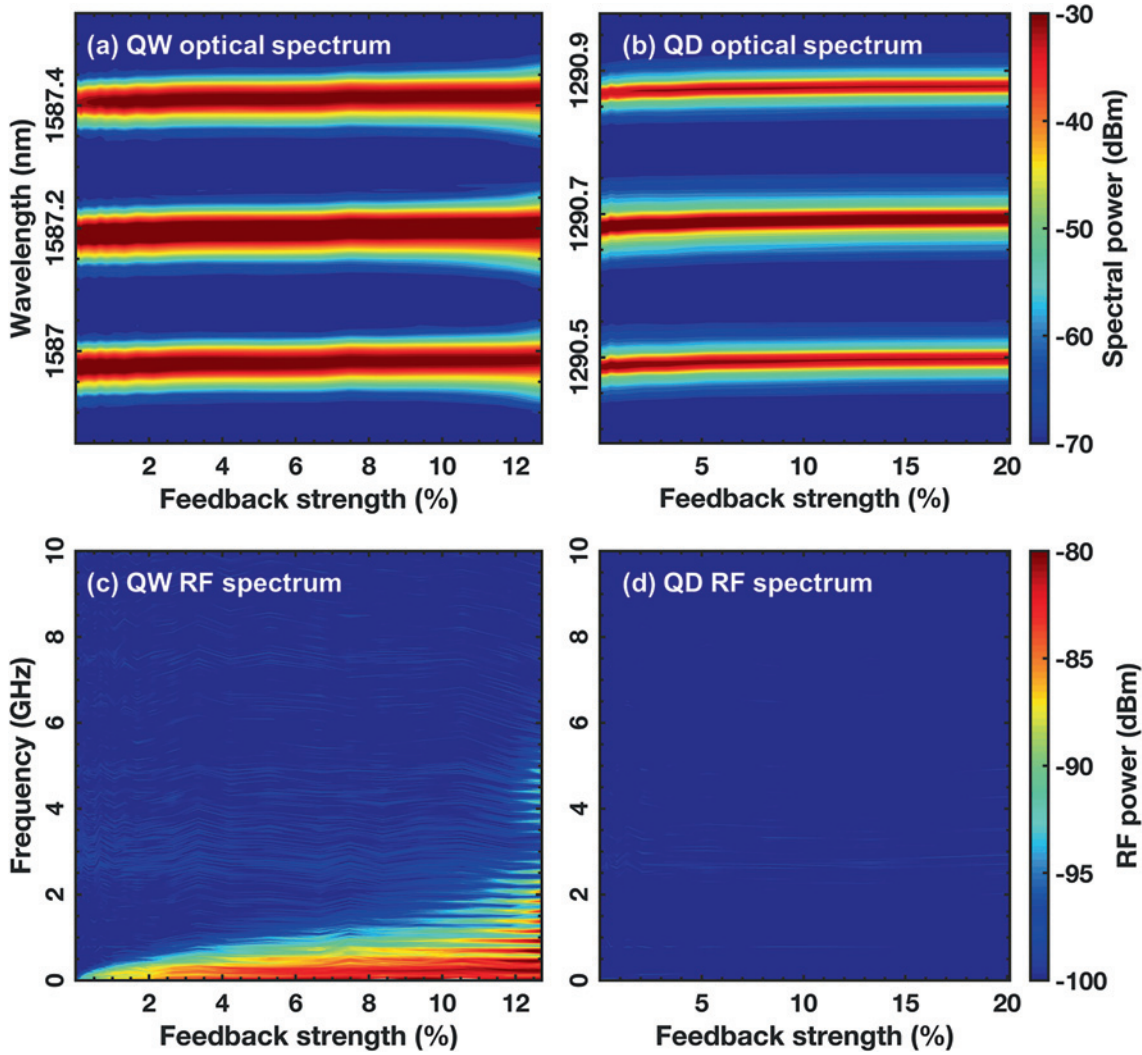 (a) QW optical spectrum
Wavelength (nm)
1587.4
1587.2
1587
2 4 6 8 10 12
Feedback strength (%)
(b) QD optical spectrum
1290.9
1290.7
1290.5
5 10 15 20
Feedback strength (%)
-30
-40
-50
-60
-70
Spectral power (dBm)
(c) QW RF spectrum
Frequency (GHz)
10
8
6
4
2
0
2 4 6 8 10 12
Feedback strength (%)
(d) QD RF spectrum
10
8
6
4
2
0
5 10 15 20
Feedback strength (%)
-80
-85
-90
-95
-100
RF power (dBm)